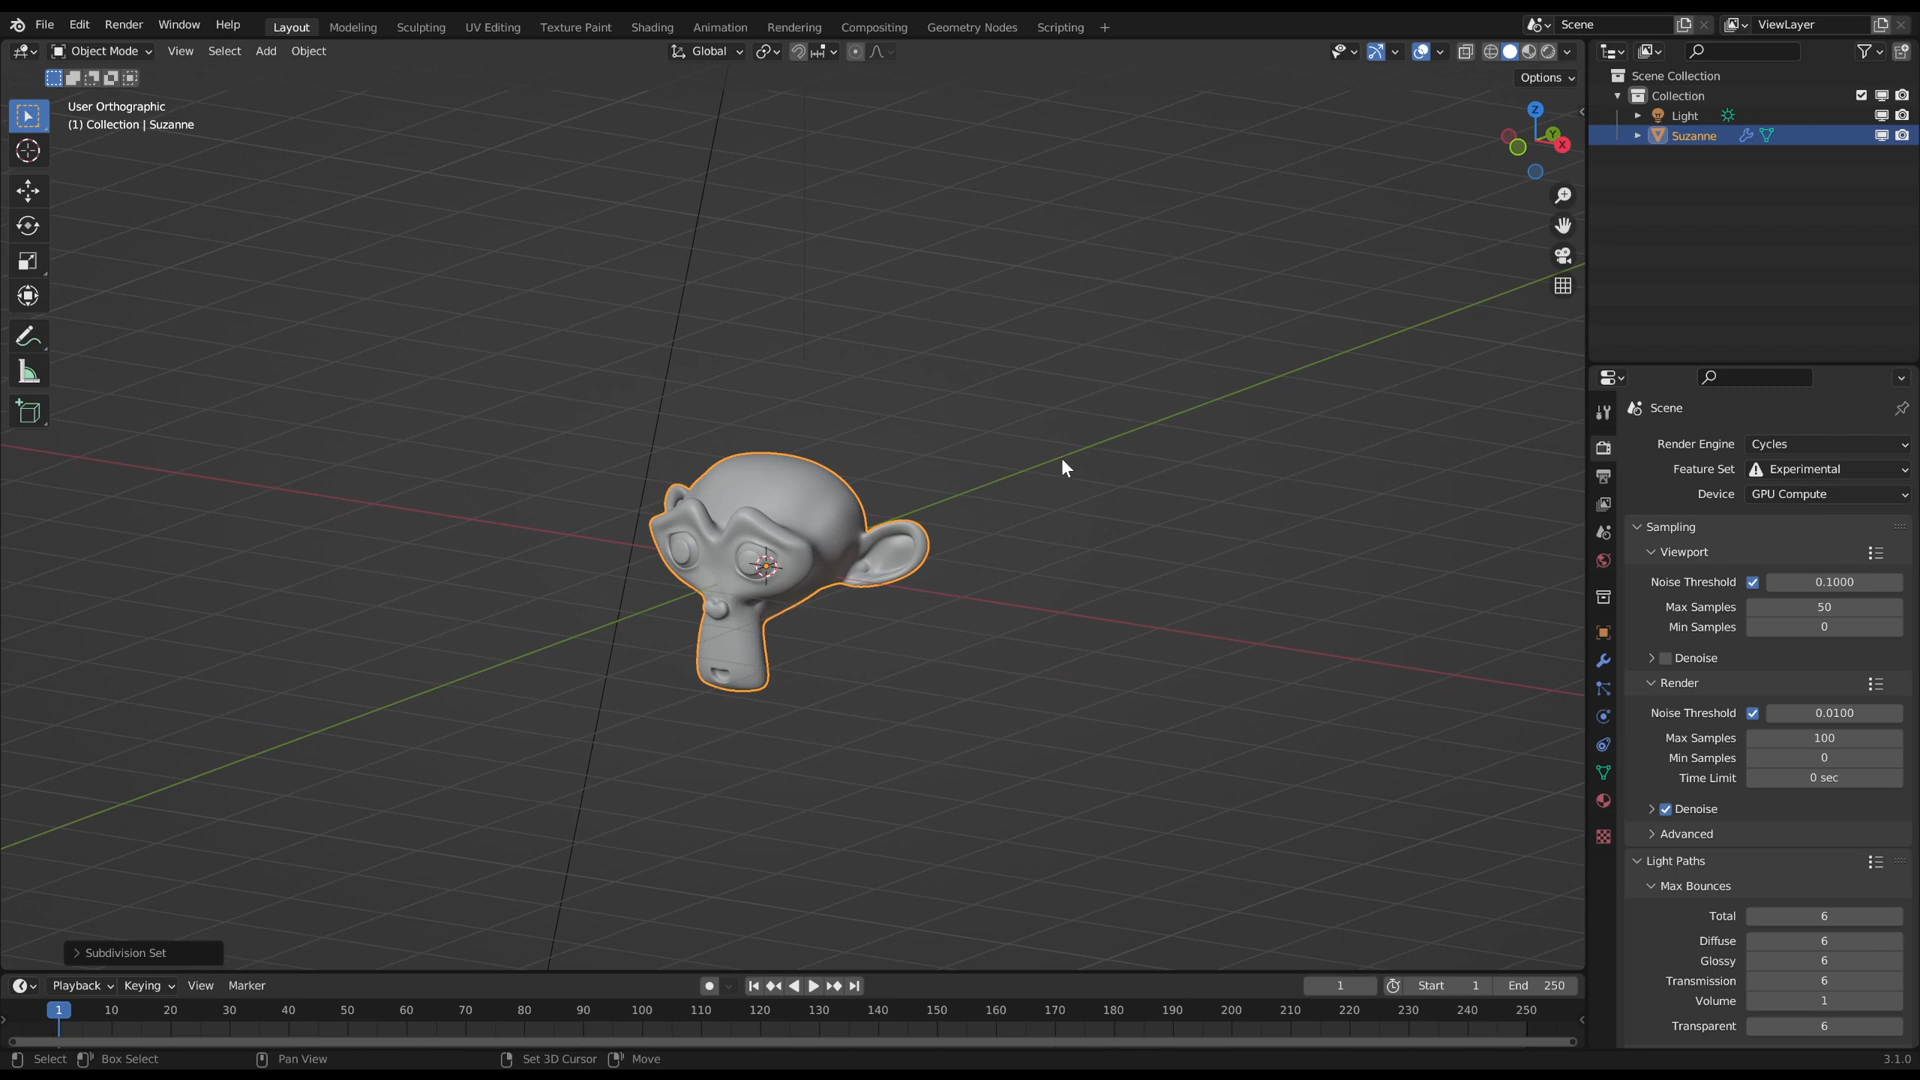 File Edit Render Window Help Layout Modeling Sculpting UV Editing Texture Paint Shading Animation Rendering Compositing Geometry Nodes Scripting + Scene ViewLayer
Object Mode View Select Add Object Global
Options
User Orthographic
(1) Collection | Suzanne
Z
Y
X
Scene Collection
Collection
Light
Suzanne
Scene
Render Engine Cycles
Feature Set Experimental
Device GPU Compute
Sampling
Viewport
Noise Threshold 0.1000
Max Samples 50
Min Samples 0
Denoise
Render
Noise Threshold 0.0100
Max Samples 100
Min Samples 0
Time Limit 0 sec
Denoise
Advanced
Light Paths
Max Bounces
Total 6
Diffuse 6
Glossy 6
Transmission 6
Volume 1
Transparent 6
Subdivision Set
Playback Keying View Marker 1 Start 1 End 250
1 10 20 30 40 50 60 70 80 90 100 110 120 130 140 150 160 170 180 190 200 210 220 230 240 250
Select Box Select Pan View Set 3D Cursor Move 3.1.0